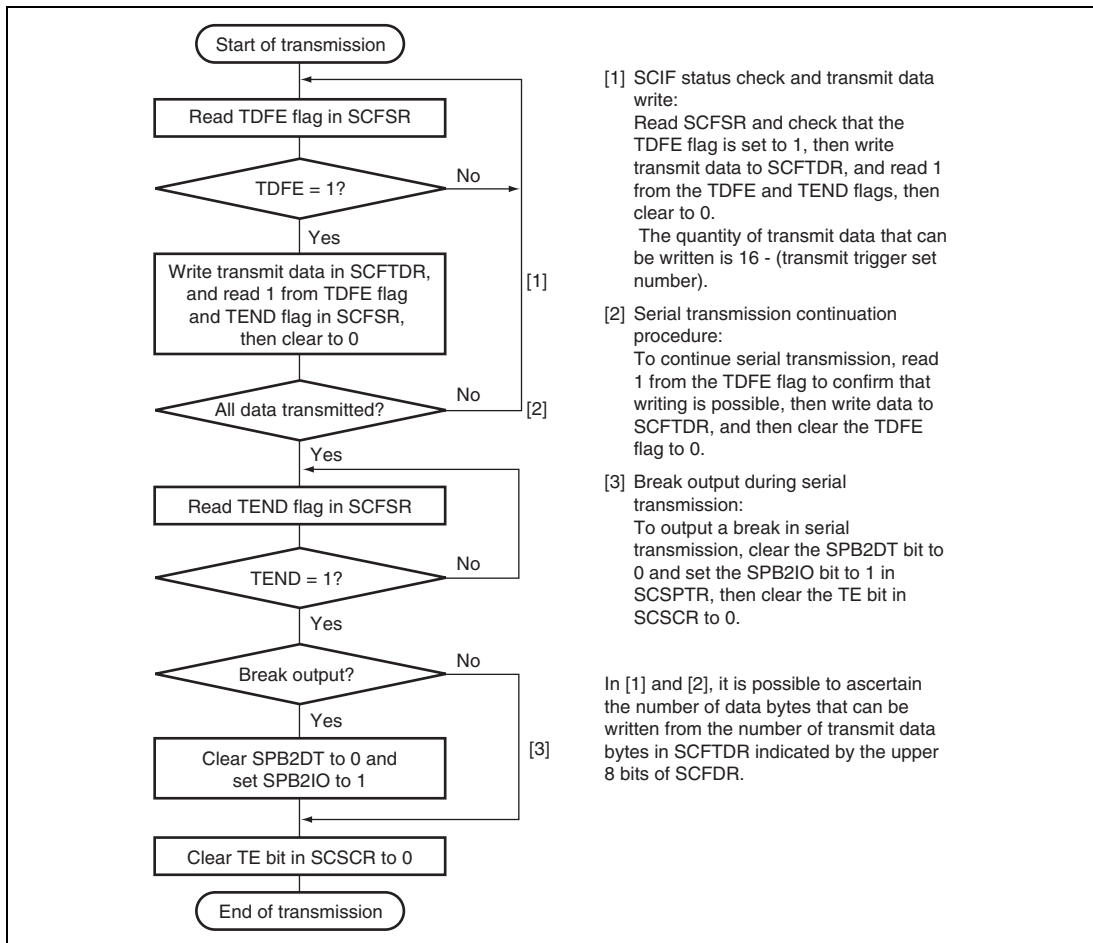 Start of transmission
Read TDFE flag in SCFSR
No
TDFE = 1?
Yes
Write transmit data in SCFTDR,
and read 1 from TDFE flag
and TEND flag in SCFSR,
then clear to 0
[1]
No
All data transmitted?
[2]
Yes
Read TEND flag in SCFSR
No
TEND = 1?
Yes
No
Break output?
Yes
Clear SPB2DT to 0 and
set SPB2IO to 1
[3]
Clear TE bit in SCSCR to 0
End of transmission
[1] SCIF status check and transmit data
write:
Read SCFSR and check that the
TDFE flag is set to 1, then write
transmit data to SCFTDR, and read 1
from the TDFE and TEND flags, then
clear to 0.
The quantity of transmit data that can
be written is 16 - (transmit trigger set
number).
[2] Serial transmission continuation
procedure:
To continue serial transmission, read
1 from the TDFE flag to confirm that
writing is possible, then write data to
SCFTDR, and then clear the TDFE
flag to 0.
[3] Break output during serial
transmission:
To output a break in serial
transmission, clear the SPB2DT bit to
0 and set the SPB2IO bit to 1 in
SCSPTR, then clear the TE bit in
SCSCR to 0.
In [1] and [2], it is possible to ascertain
the number of data bytes that can be
written from the number of transmit data
bytes in SCFTDR indicated by the upper
8 bits of SCFDR.